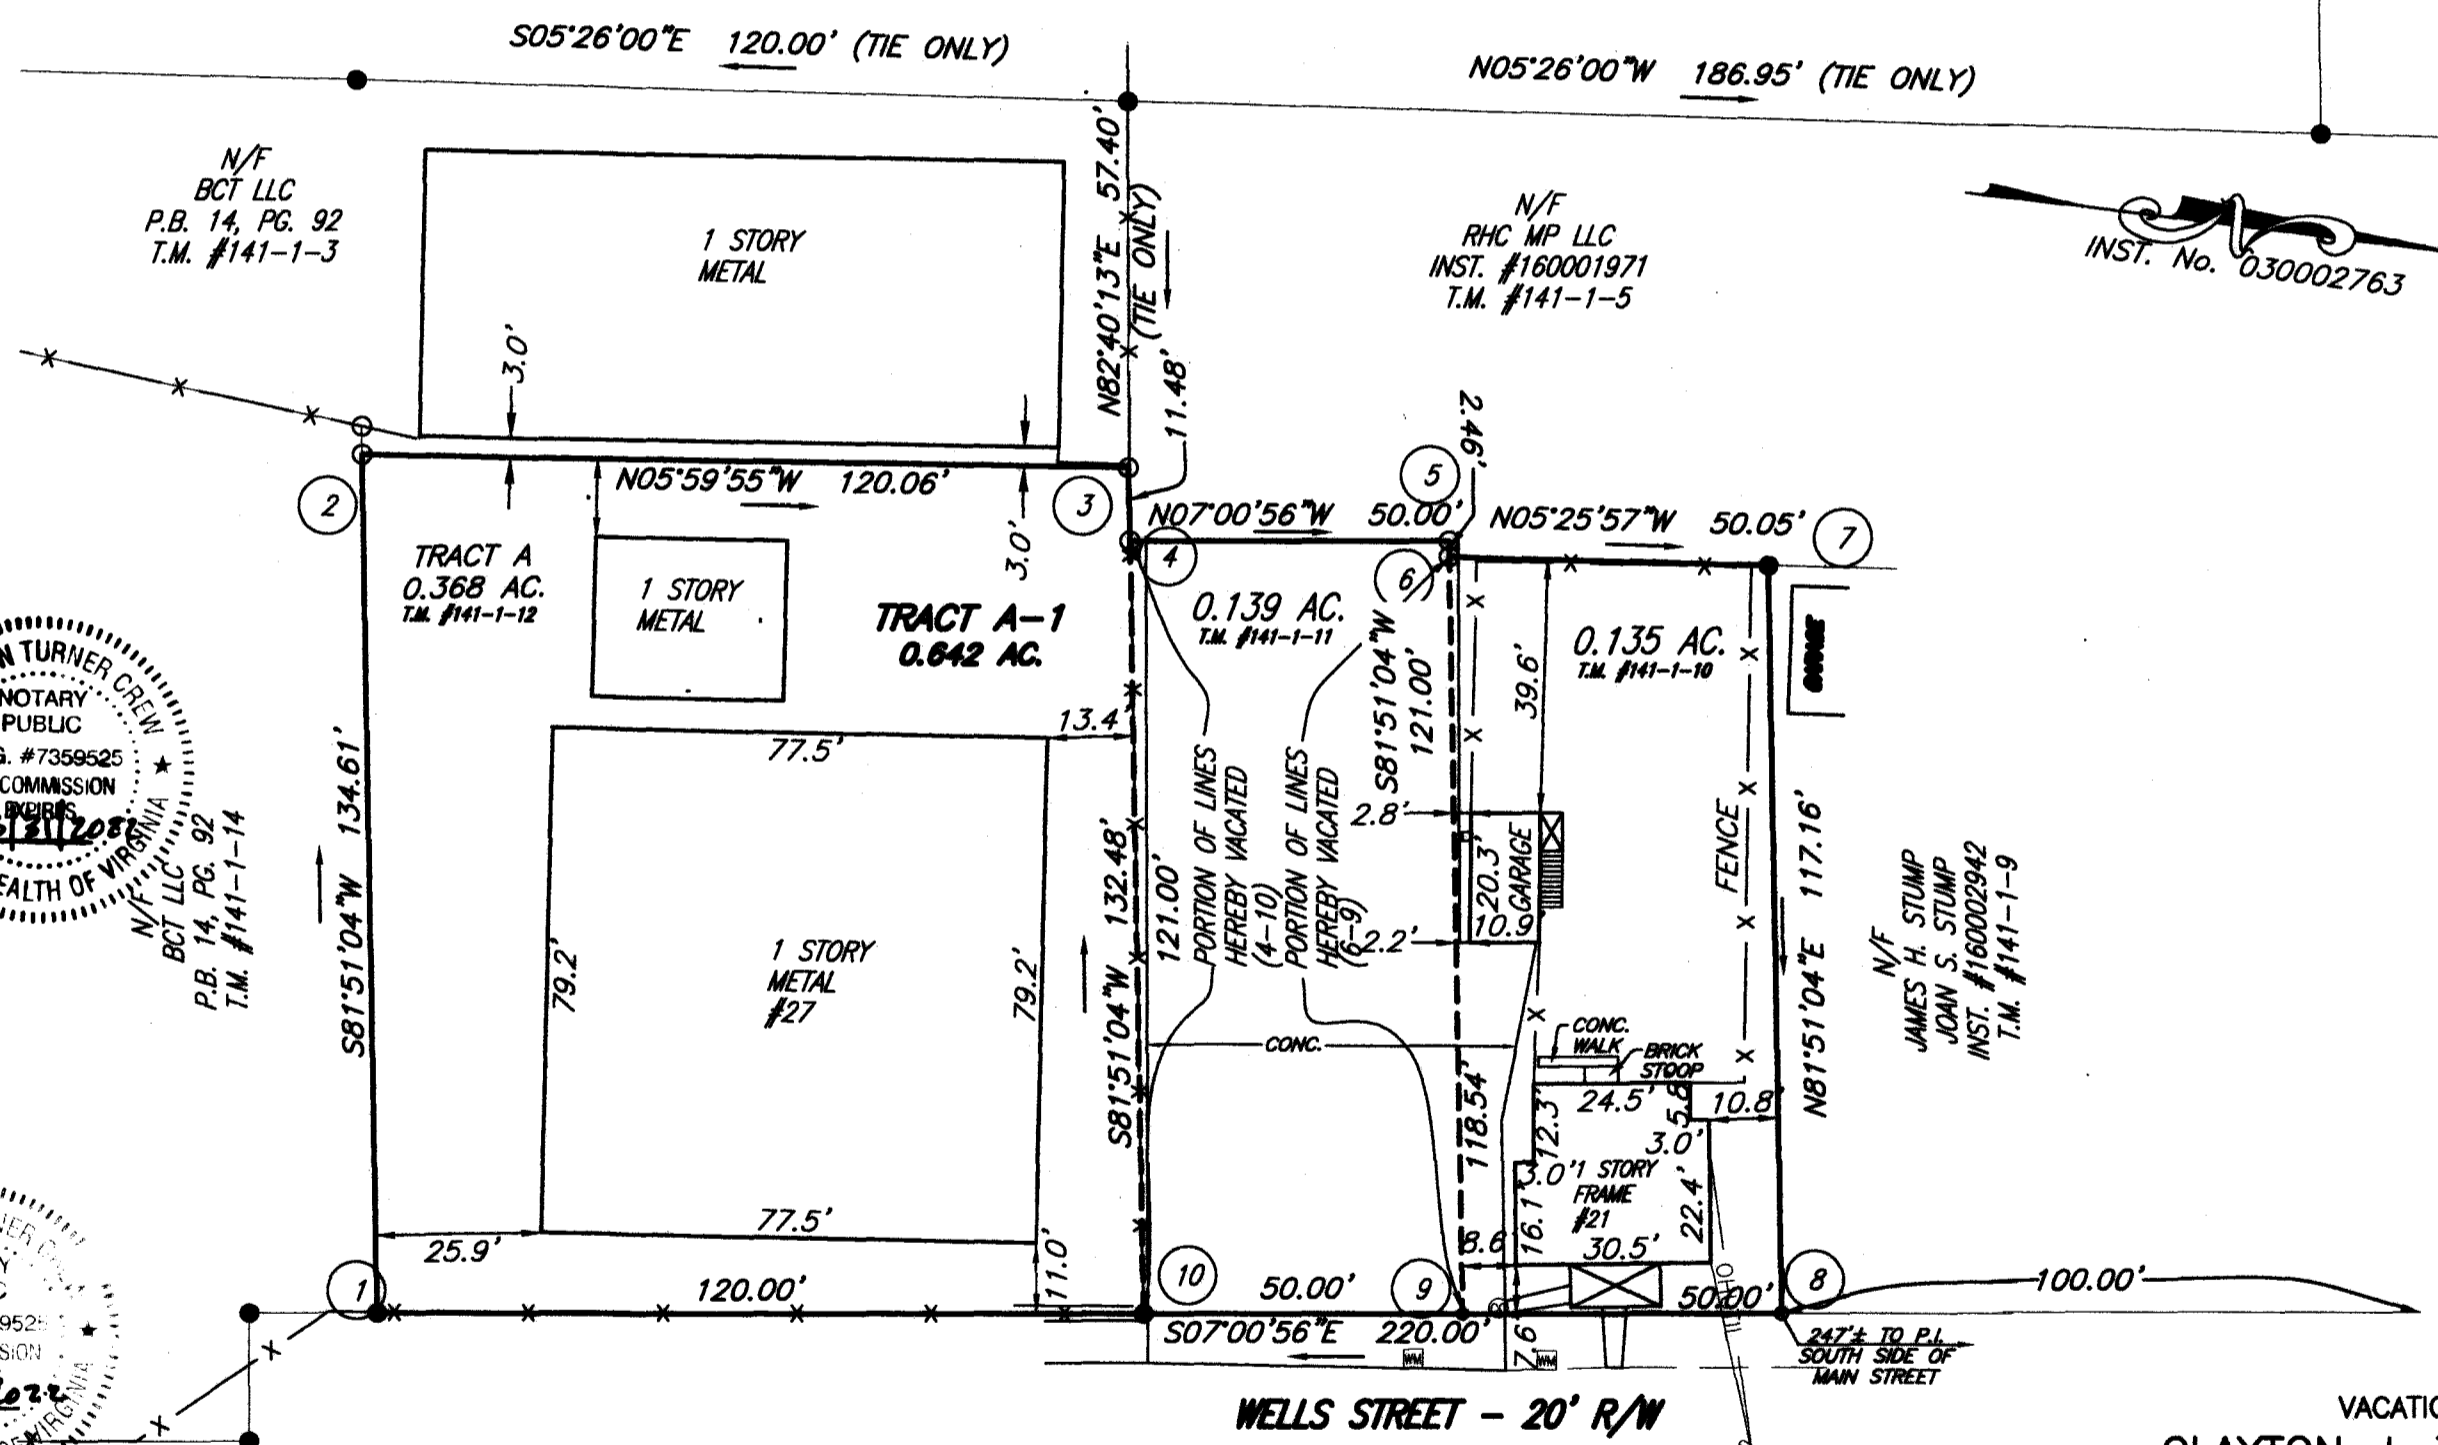 S05°26'00"E 120.00' (TIE ONLY)
N05°26'00"W 186.95' (TIE ONLY)
N/F
BCT LLC
P.B. 14, PG. 92
T.M. #141-1-3
1 STORY
METAL
N82°40'13"E 57.40'
(TIE ONLY)
N/F
RHC MP LLC
INST. #160001971
T.M. #141-1-5
INST. No. 030002763
3.0'
11.48'
2.46'
2
N05°59'55"W 120.06'
3
3.0'
4
N07°00'56"W 50.00'
5
6
N05°25'57"W 50.05'
7
TRACT A
0.368 AC.
T.M. #141-1-12
1 STORY
METAL
TRACT A-1
0.642 AC.
0.139 AC.
T.M. #141-1-11
0.135 AC.
T.M. #141-1-10
GARAGE
S81°51'04"W
121.00'
39.6'
TURNER CREW
NOTARY
PUBLIC
#7359525
COMMISSION
EXPIRES
OF VIRGINIA
N/F
BCT LLC
P.B. 14, PG. 92
T.M. #141-1-14
S81°51'04"W 134.61'
77.5'
13.4'
79.2'
1 STORY
METAL
#27
79.2'
S81°51'04"W 132.48'
121.00'
PORTION OF LINES
HEREBY VACATED
(4-10)
PORTION OF LINES
HEREBY VACATED
(6-9)
2.8'
20.3'
GARAGE
10.9
2.2'
FENCE
N81°51'04"E 117.16'
N/F
JAMES H. STUMP
JOAN S. STUMP
INST. #160002942
T.M. #141-1-9
CONC.
CONC.
WALK
BRICK
STOOP
118.54'
12.3'
24.5'
5.8
10.8'
3.0'
3.0'
1 STORY
FRAME
#21
16.1'
22.4'
8.6
30.5'
77.5'
25.9'
11.0'
1
120.00'
10
50.00'
9
50.00'
8
100.00'
S07°00'56"E 220.00'
7.6
WM
WM
247'± TO P.I.
SOUTH SIDE OF
MAIN STREET
WELLS STREET - 20' R/W